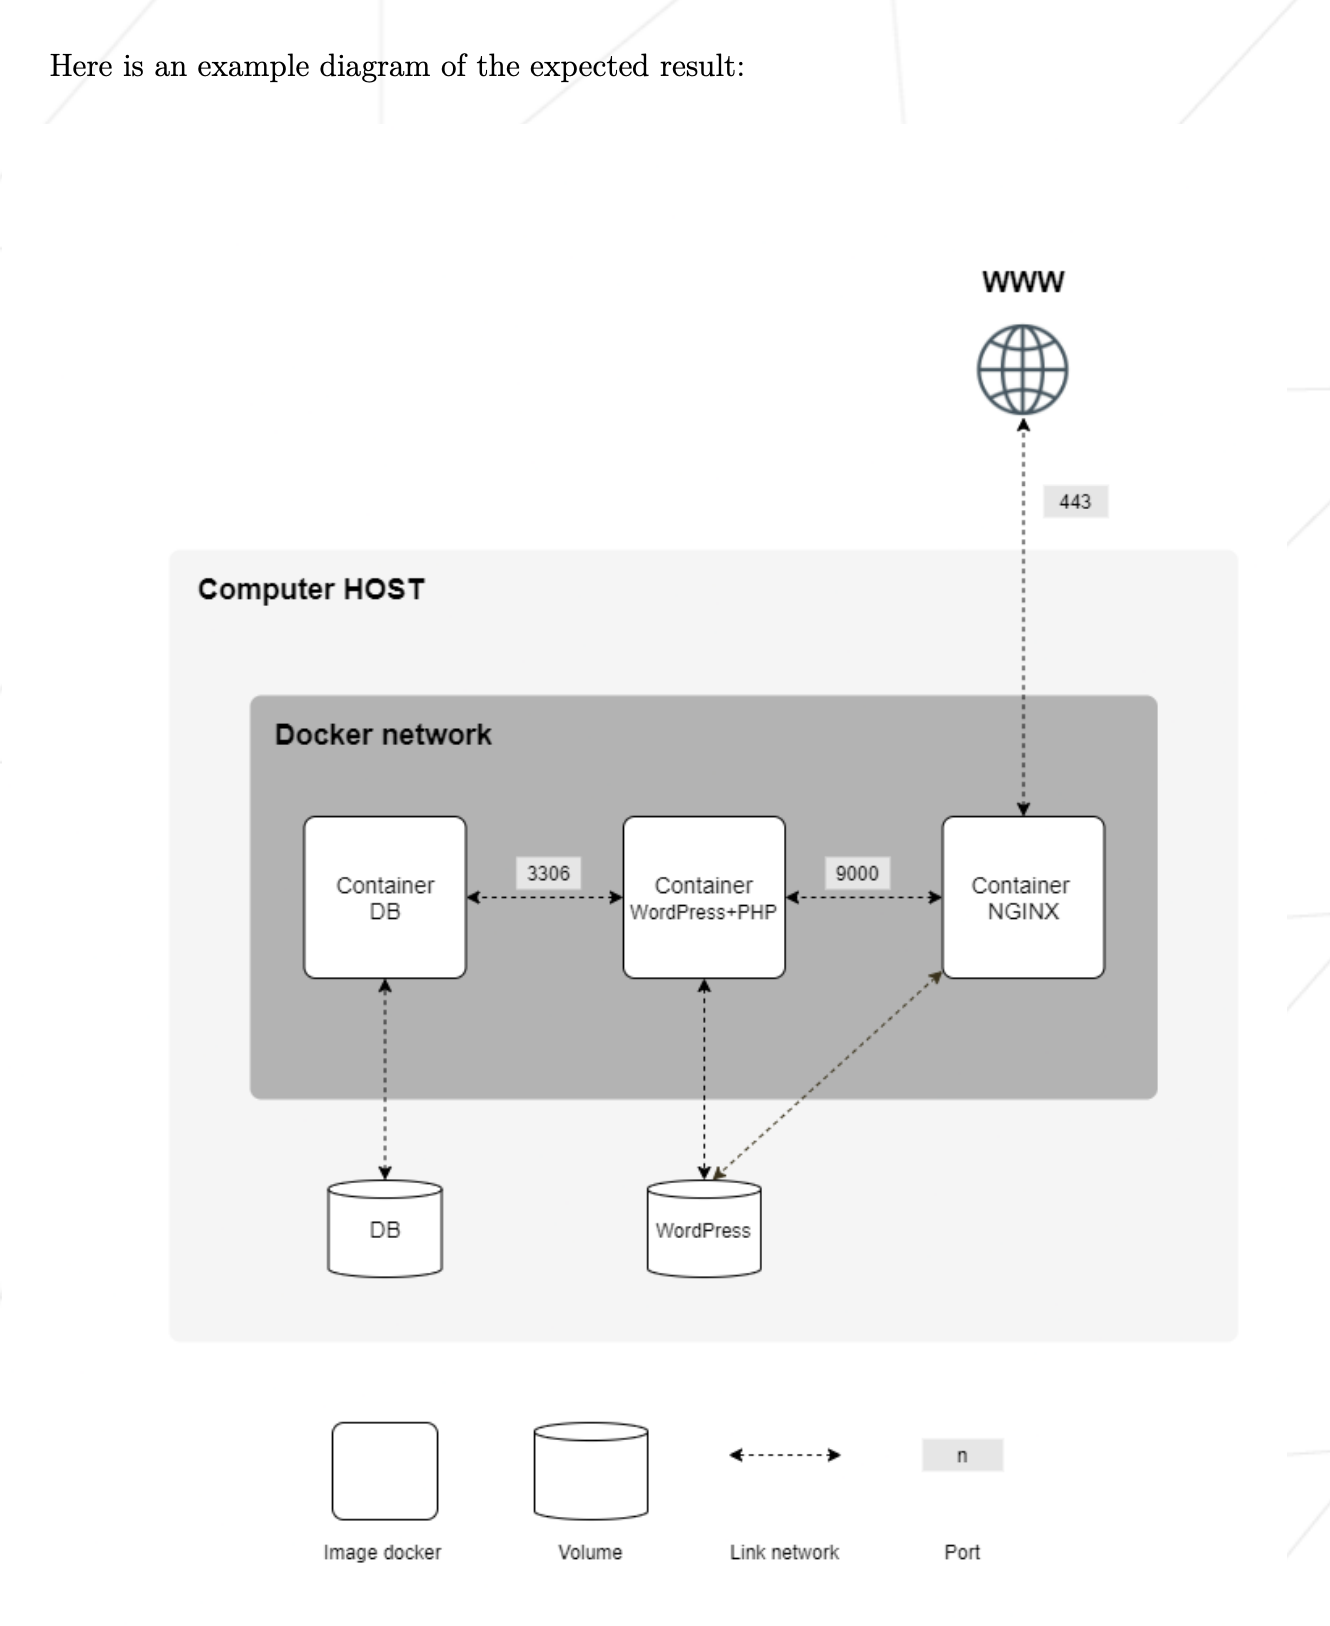 Here is an example diagram of the expected result:
WWW
443
Computer HOST
Docker network
Container
DB
3306
Container
WordPress+PHP
9000
Container
NGINX
DB
WordPress
n
Image docker
Volume
Link network
Port